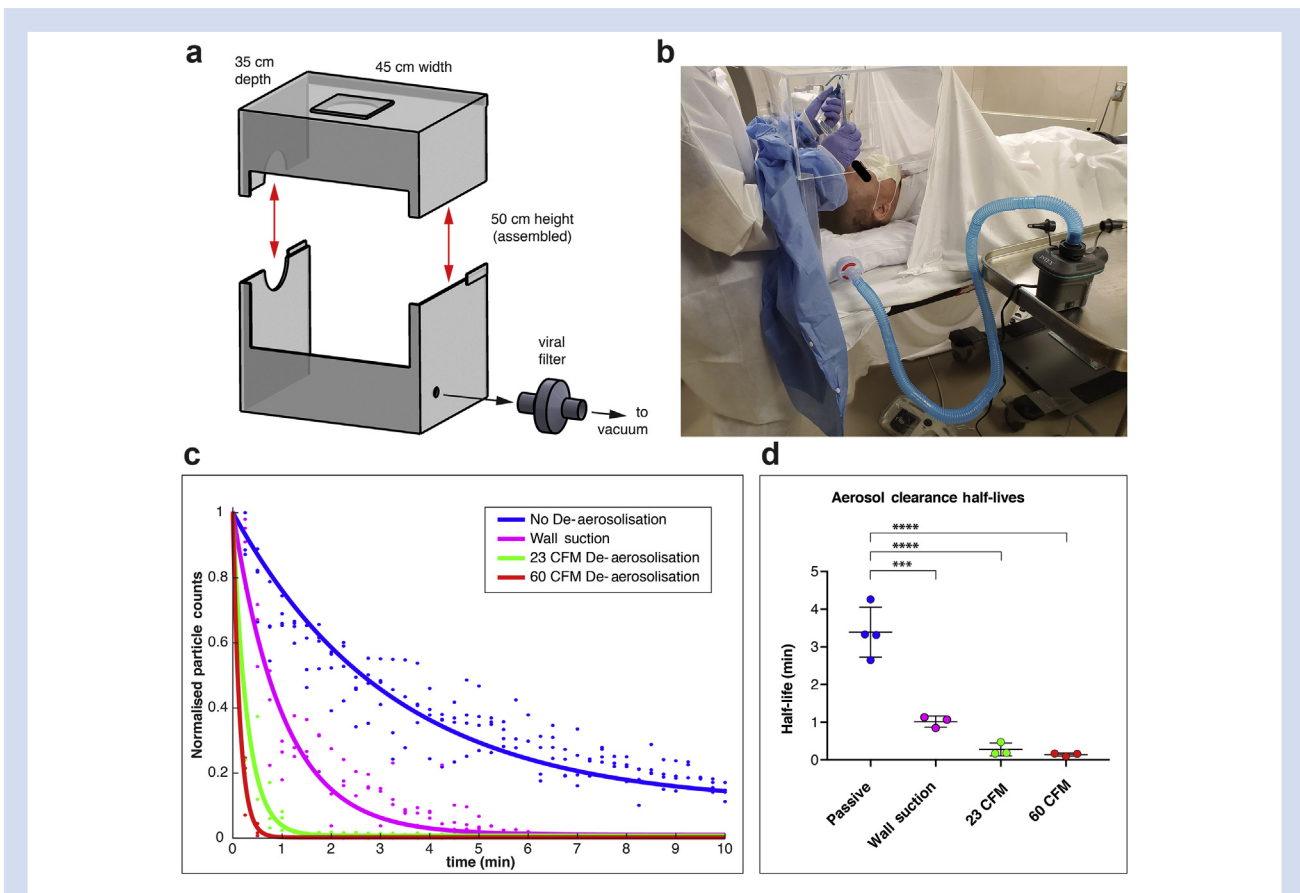 a
35 cm
depth
45 cm width
50 cm height
(assembled)
viral
filter
to
vacuum
b
INTEX
c
1
0.8
0.6
0.4
0.2
0
Normalised particle counts
No De-aerosolisation
Wall suction
23 CFM De-aerosolisation
60 CFM De-aerosolisation
0 1 2 3 4 5 6 7 8 9 10
time (min)
d
Aerosol clearance half-lives
****
****
***
5
4
3
2
1
0
Half-life (min)
Passive
Wall suction
23 CFM
60 CFM